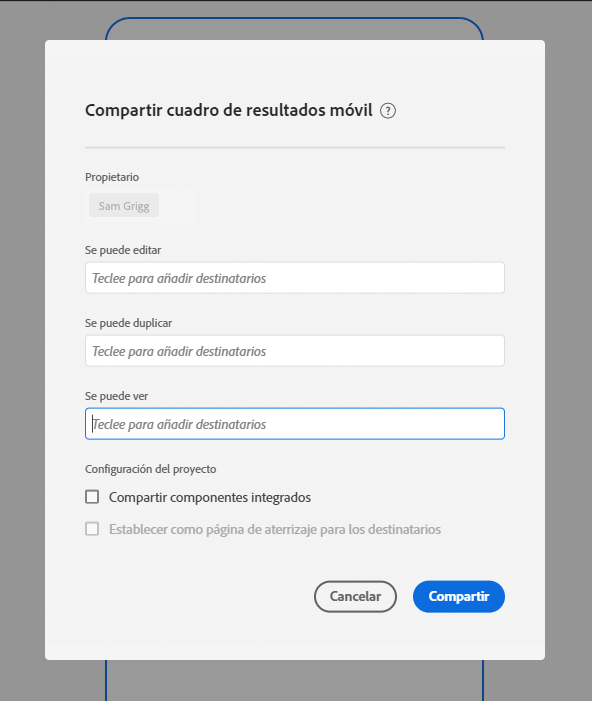 Compartir cuadro de resultados móvil ?
Propietario
Sam Grigg
Se puede editar
Teclee para añadir destinatarios
Se puede duplicar
Teclee para añadir destinatarios
Se puede ver
Teclee para añadir destinatarios
Configuración del proyecto
Compartir componentes integrados
Establecer como página de aterrizaje para los destinatarios
Cancelar Compartir